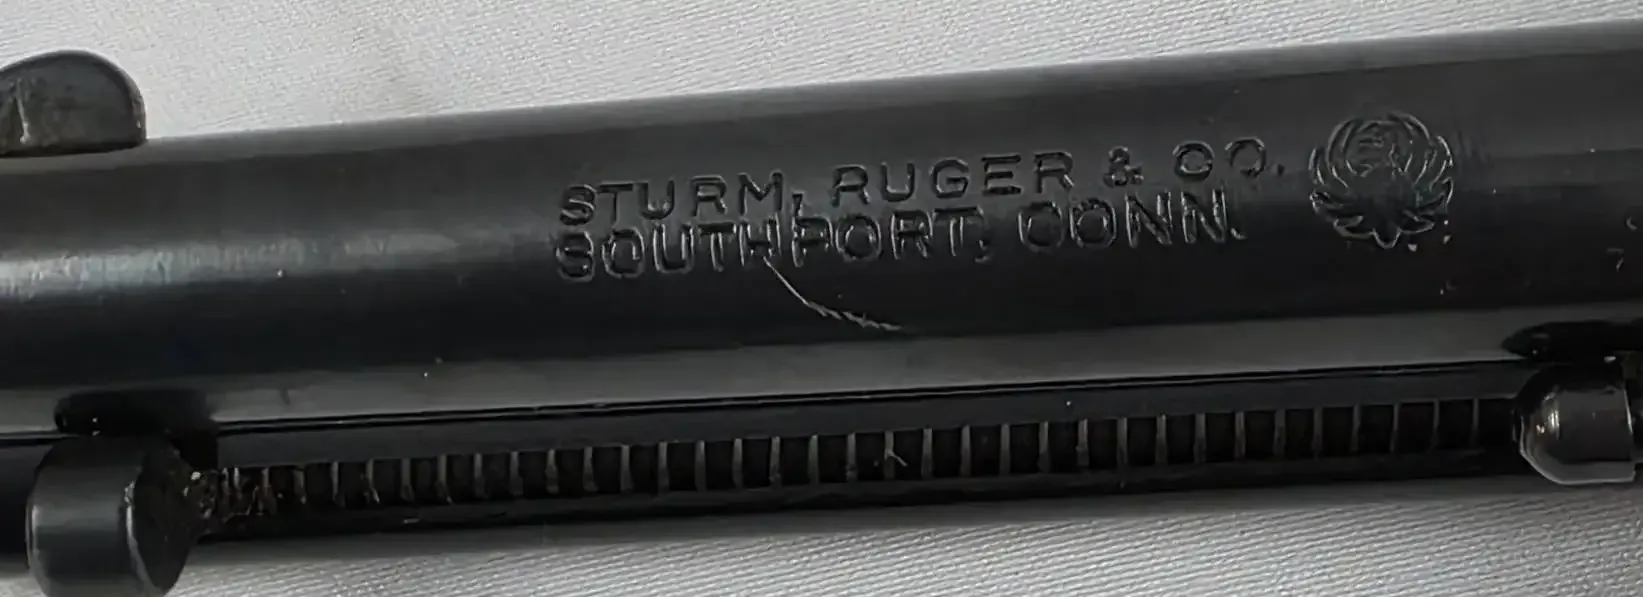 STURM, RUGER & CO.
SOUTHPORT, CONN.